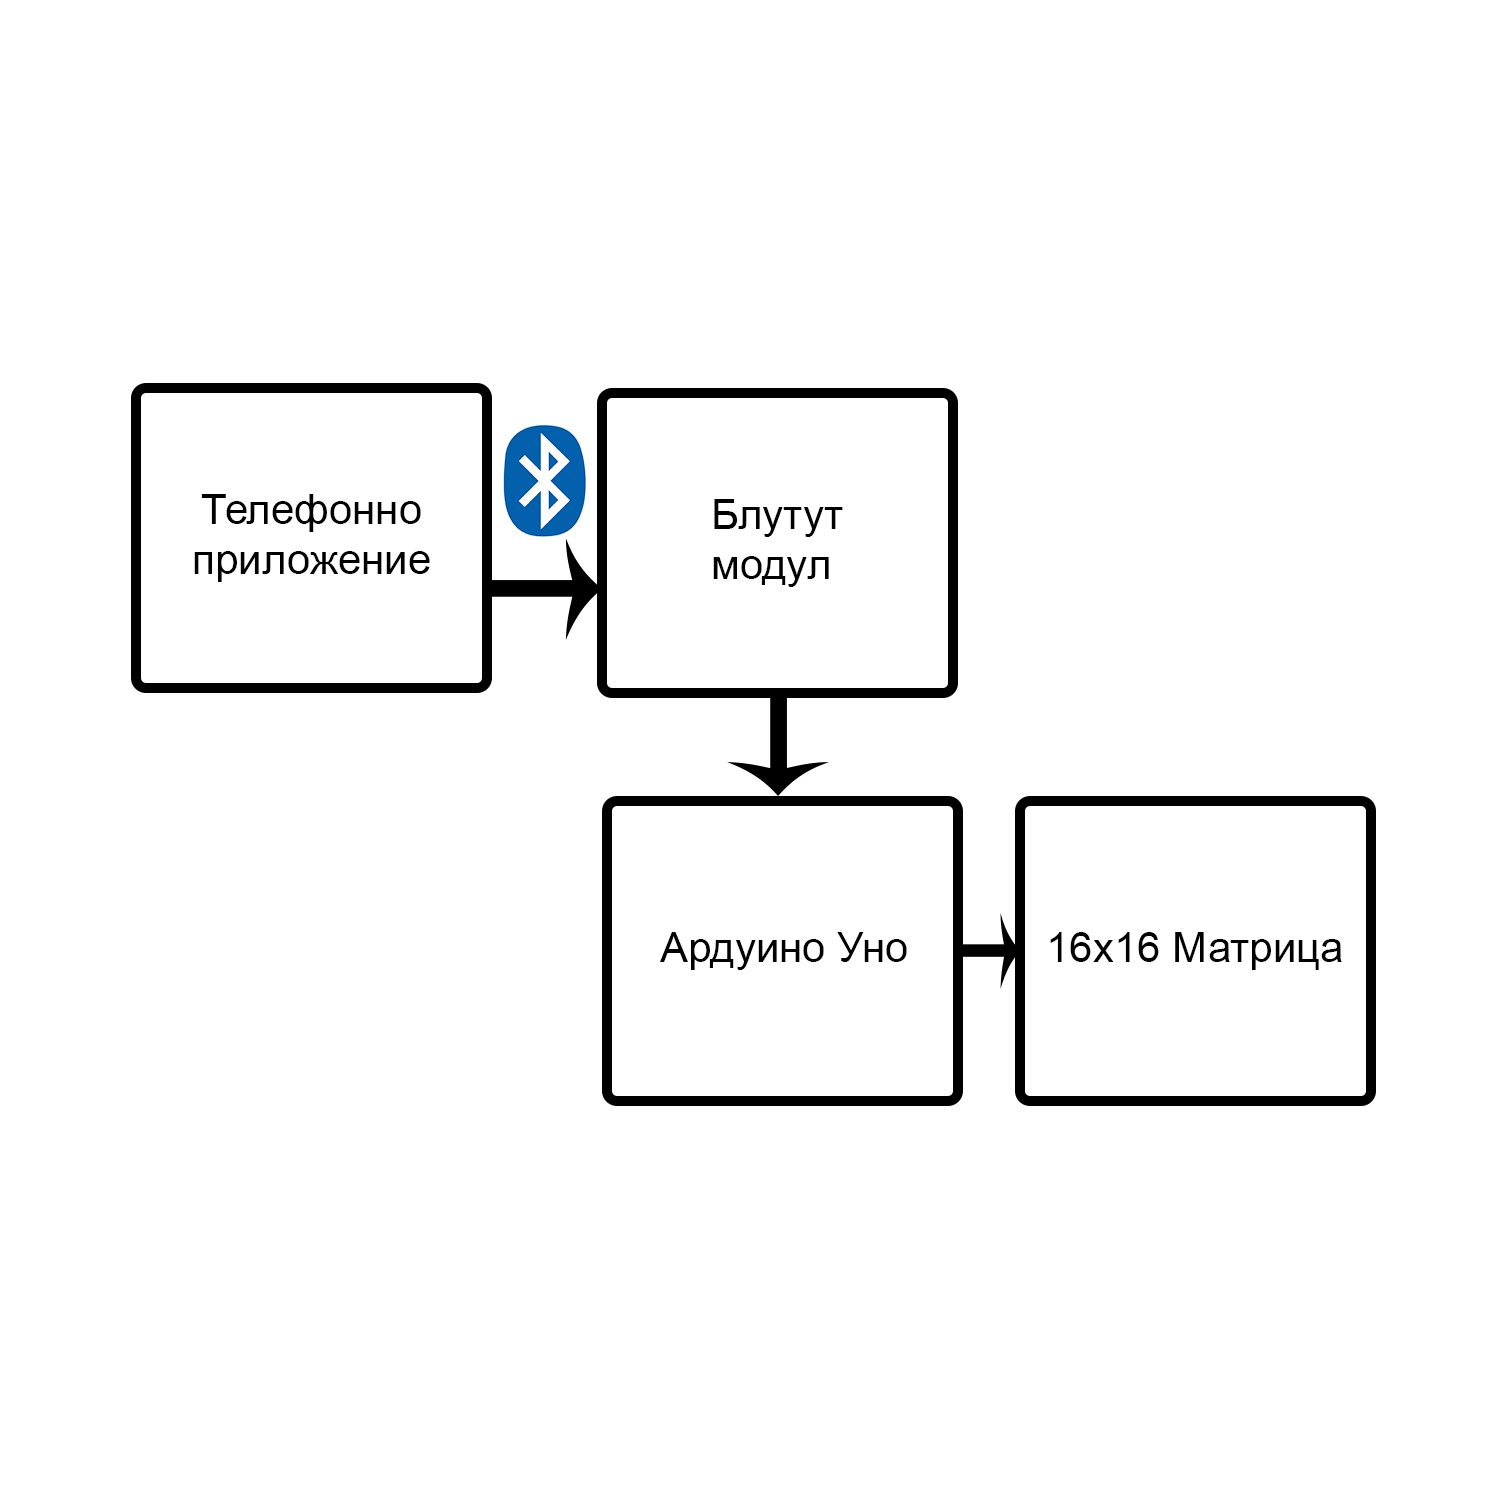 Телефонно
приложение
Блутут
модул
Ардуино Уно
16x16 Матрица